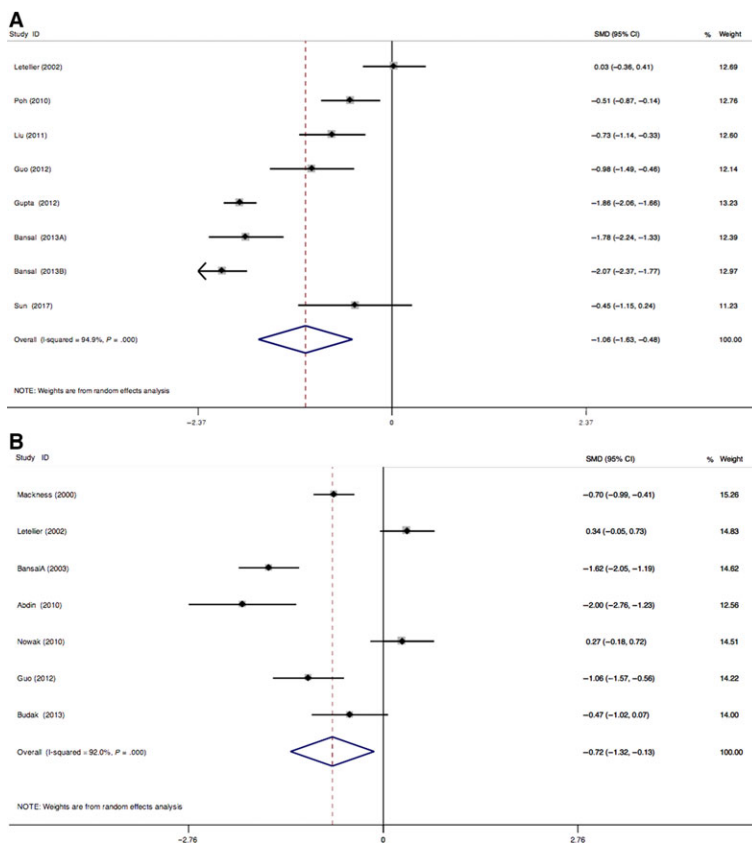 A
Study ID SMD (95% CI) % Weight
Letellier (2002) 0.03 (−0.36, 0.41) 12.69
Poh (2010) −0.51 (−0.87, −0.14) 12.76
Liu (2011) −0.73 (−1.14, −0.33) 12.60
Guo (2012) −0.98 (−1.49, −0.46) 12.14
Gupta (2012) −1.86 (−2.06, −1.66) 13.23
Bansal (2013A) −1.78 (−2.24, −1.33) 12.39
Bansal (2013B) −2.07 (−2.37, −1.77) 12.97
Sun (2017) −0.45 (−1.15, 0.24) 11.23
Overall (I-squared = 94.9%, P = .000) −1.06 (−1.63, −0.48) 100.00
NOTE: Weights are from random effects analysis
−2.37 0 2.37
B
Study ID SMD (95% CI) % Weight
Mackness (2000) −0.70 (−0.99, −0.41) 15.26
Letellier (2002) 0.34 (−0.05, 0.73) 14.83
BansalA (2003) −1.62 (−2.05, −1.19) 14.62
Abdin (2010) −2.00 (−2.76, −1.23) 12.56
Nowak (2010) 0.27 (−0.18, 0.72) 14.51
Guo (2012) −1.06 (−1.57, −0.56) 14.22
Budak (2013) −0.47 (−1.02, 0.07) 14.00
Overall (I-squared = 92.0%, P = .000) −0.72 (−1.32, −0.13) 100.00
NOTE: Weights are from random effects analysis
−2.76 0 2.76